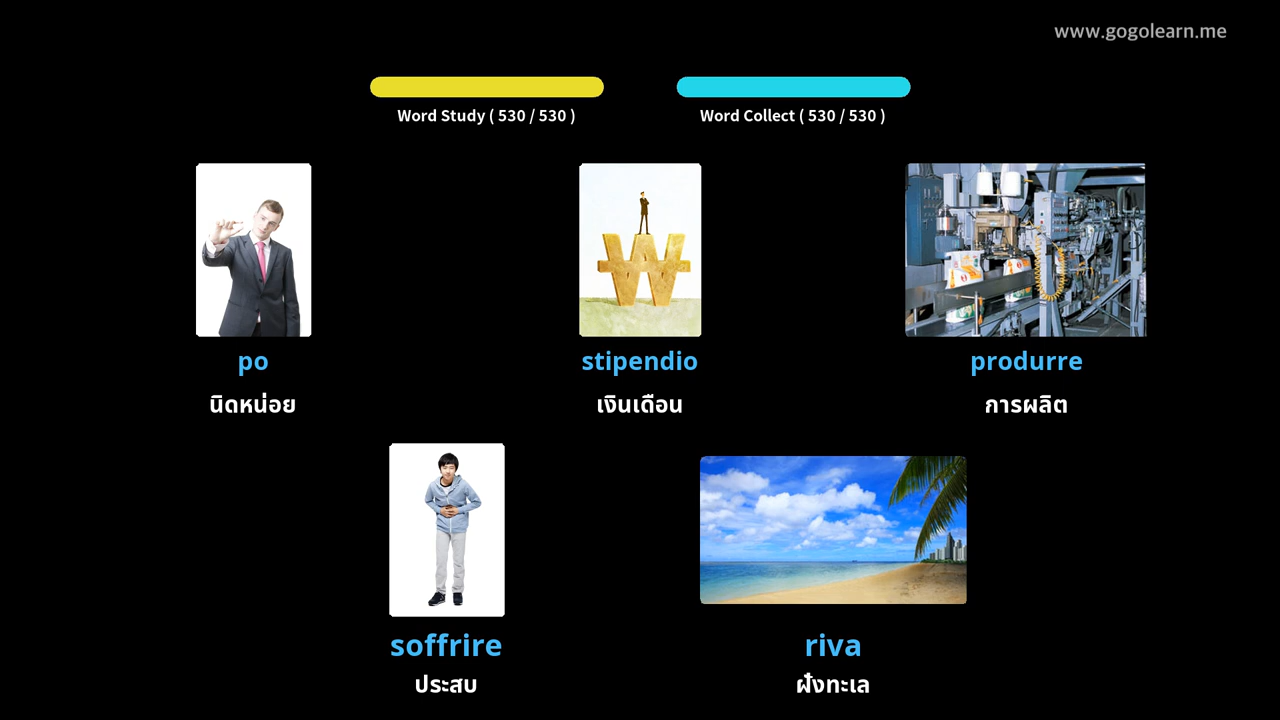 www.gogolearn.me
Word Study ( 530 / 530 )
Word Collect ( 530 / 530 )
po
stipendio
produrre
นิดหน่อย
เงินเดือน
การผลิต
soffrire
riva
ประสบ
ฝั่งทะเล